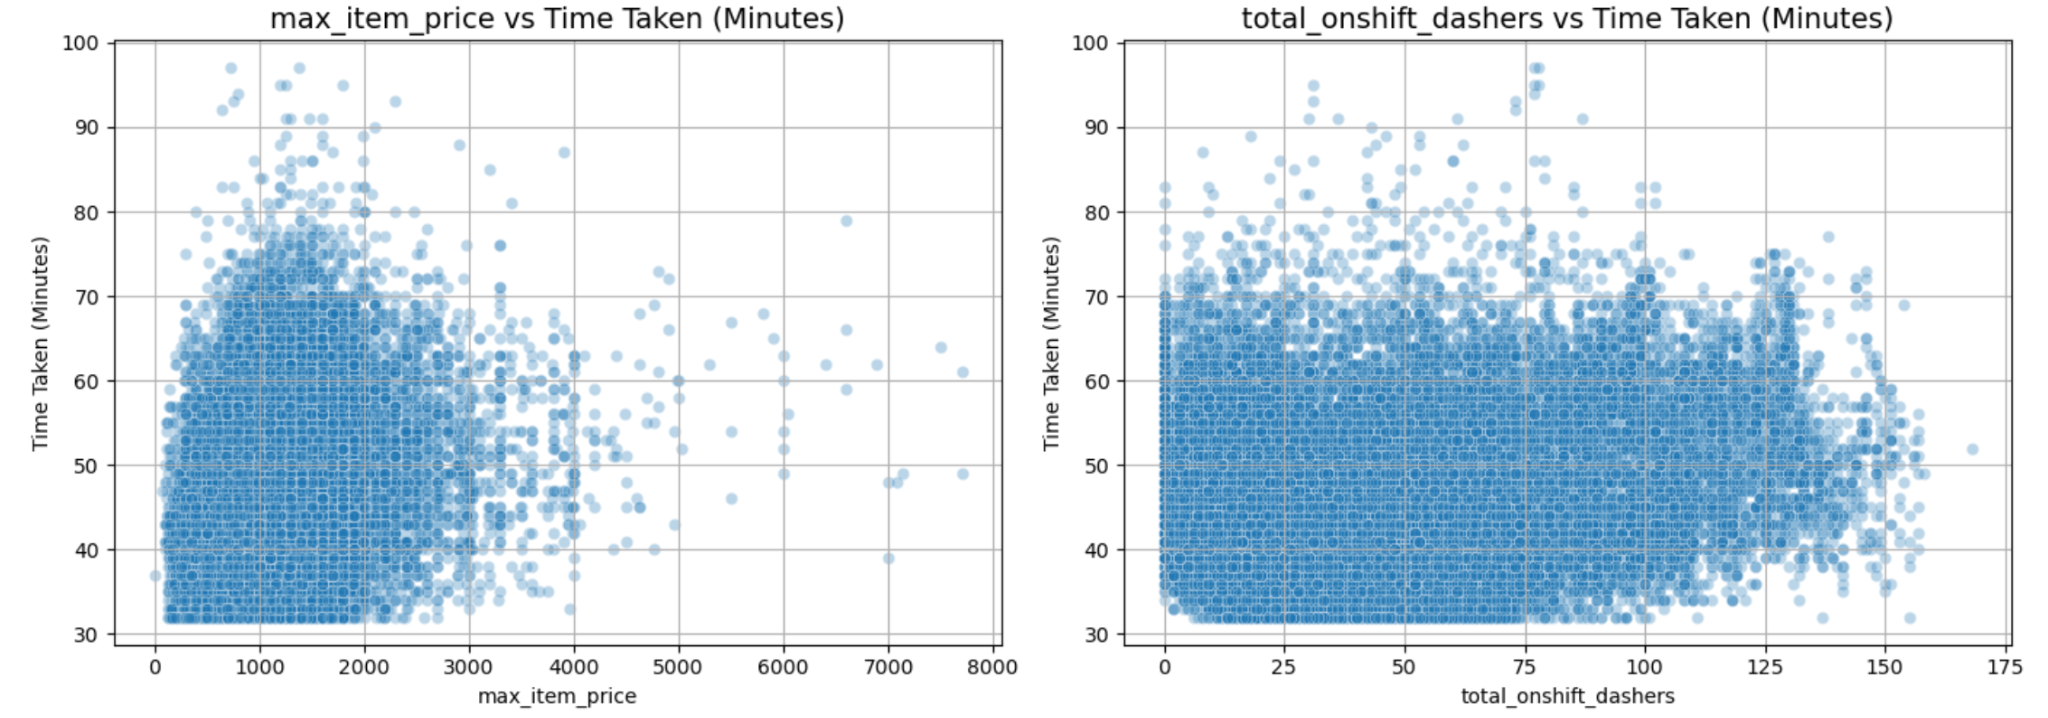 max_item_price vs Time Taken (Minutes)
100
90
80
70
60
50
40
30
Time Taken (Minutes)
0 1000 2000 3000 4000 5000 6000 7000 8000
max_item_price
total_onshift_dashers vs Time Taken (Minutes)
100
90
80
70
60
50
40
30
Time Taken (Minutes)
0 25 50 75 100 125 150 175
total_onshift_dashers